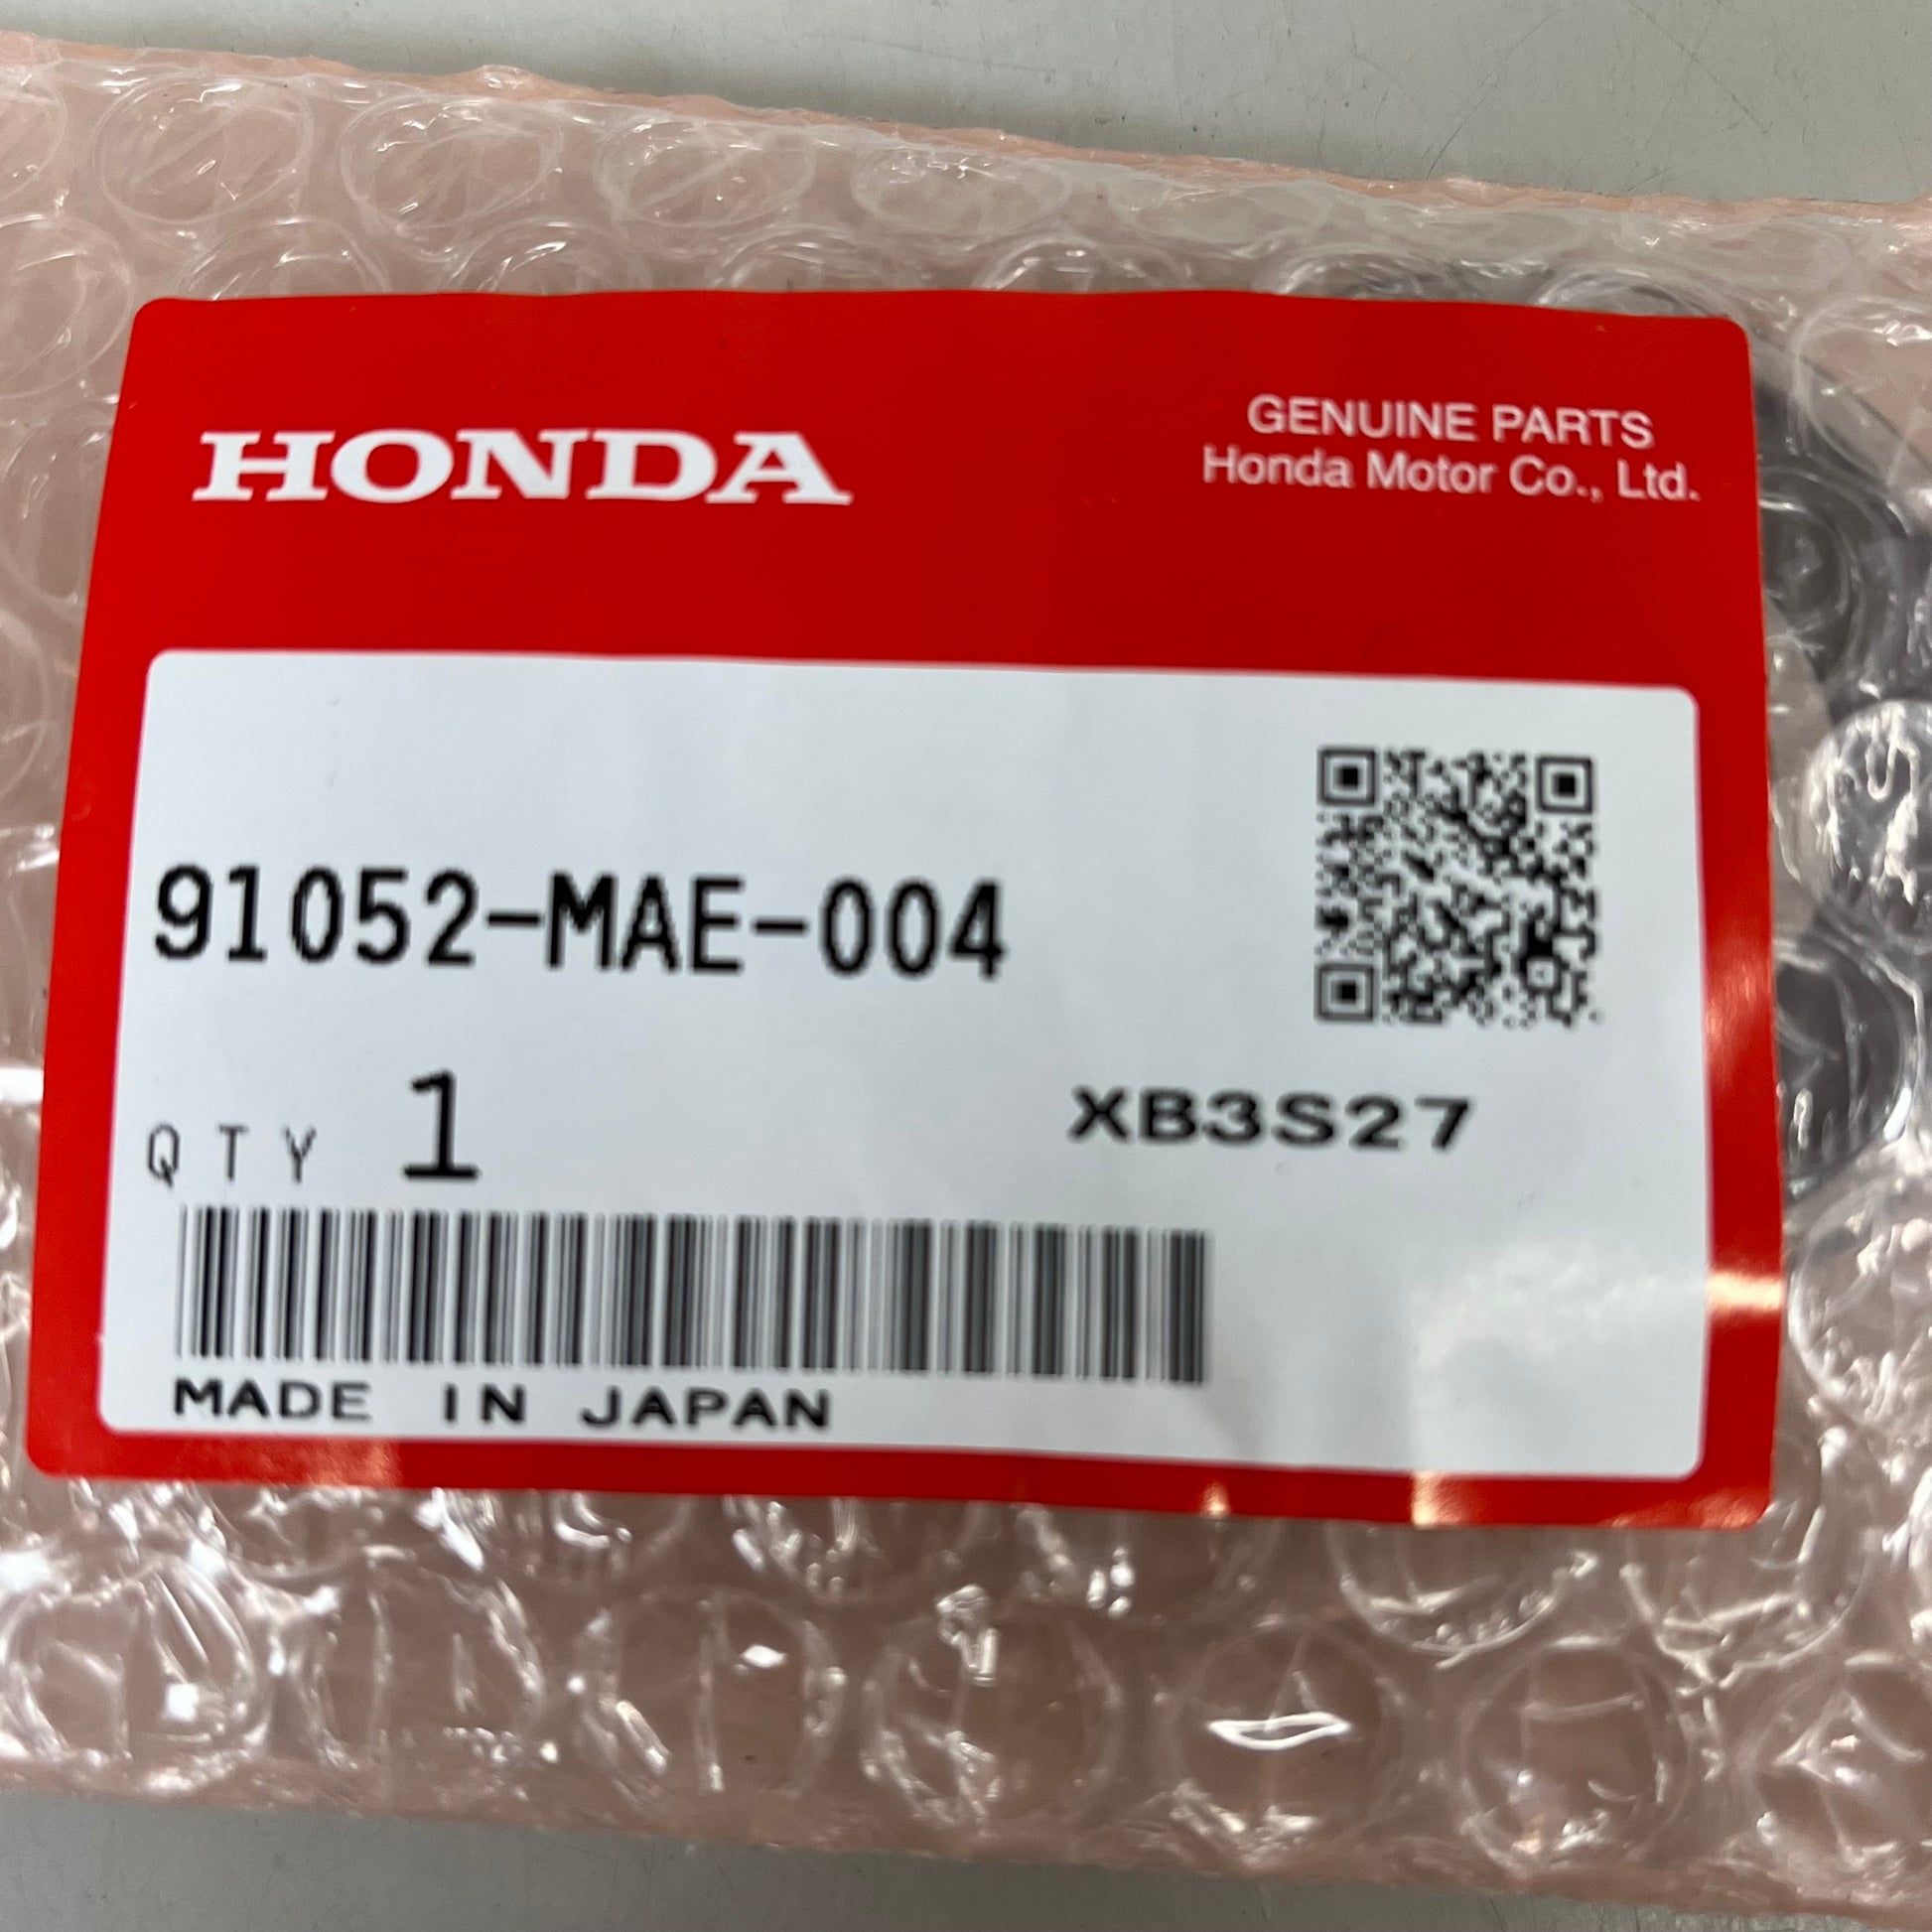 HONDA
GENUINE PARTS
Honda Motor Co., Ltd.
91052-MAE-004
QTY 1
XB3S27
MADE IN JAPAN